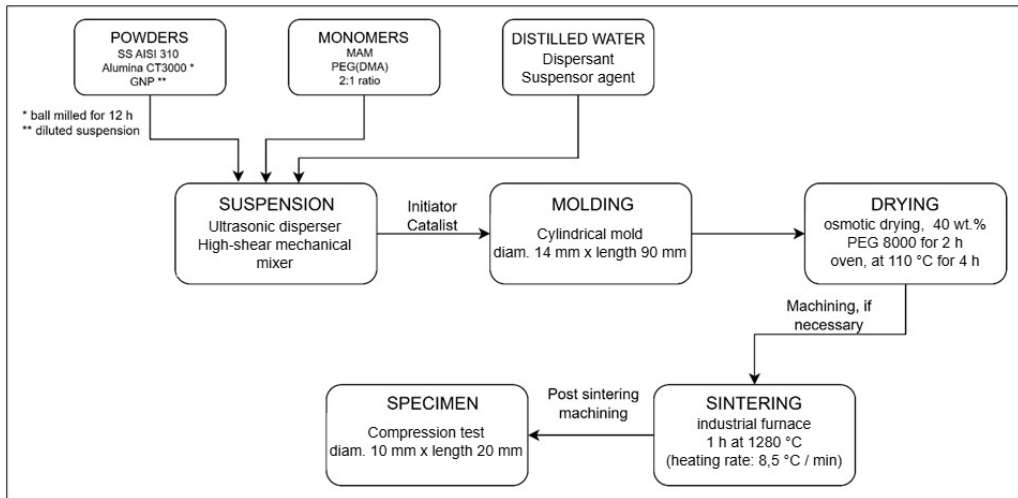 POWDERS
SS AISI 310
Alumina CT3000 *
GNP **
MONOMERS
MAM
PEG(DMA)
2:1 ratio
DISTILLED WATER
Dispersant
Suspensor agent
* ball milled for 12 h
** diluted suspension
SUSPENSION
Ultrasonic disperser
High-shear mechanical
mixer
Initiator
Catalist
MOLDING
Cylindrical mold
diam. 14 mm x length 90 mm
DRYING
osmotic drying, 40 wt.%
PEG 8000 for 2 h
oven, at 110 °C for 4 h
Machining, if
necessary
SINTERING
industrial furnace
1 h at 1280 °C
(heating rate: 8,5 °C / min)
Post sintering
machining
SPECIMEN
Compression test
diam. 10 mm x length 20 mm